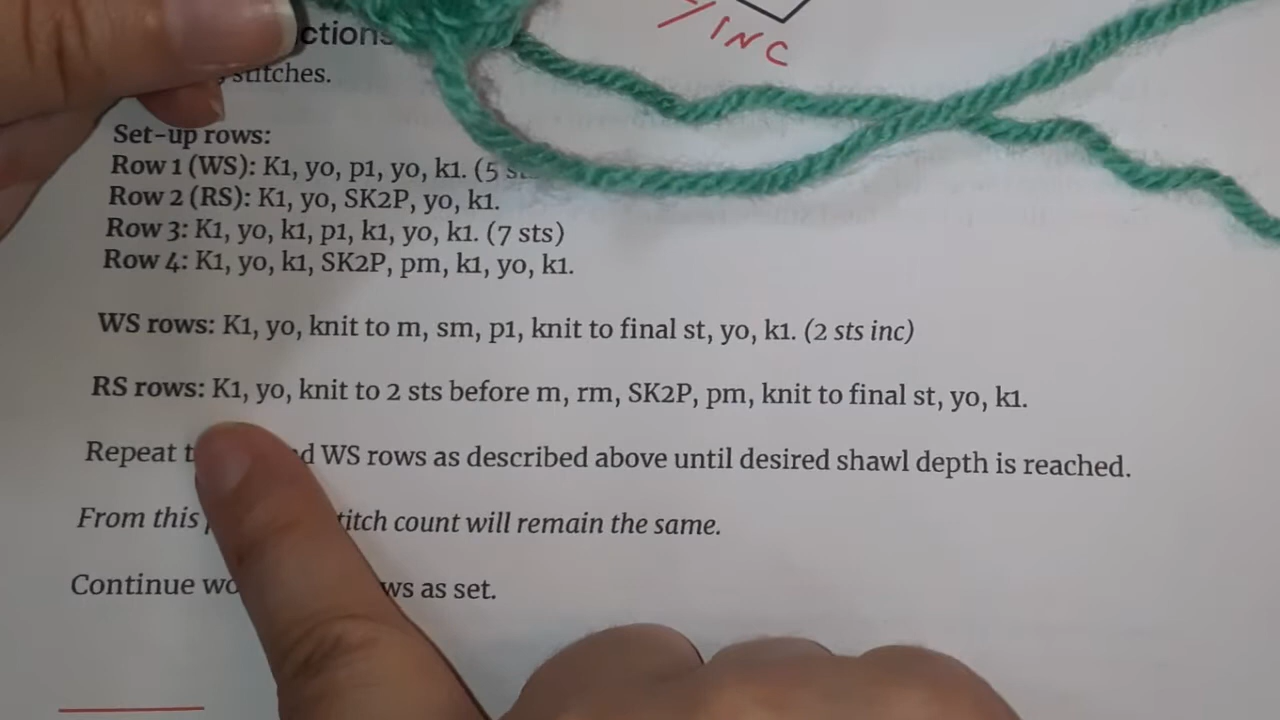 /INC
stitches.
Set-up rows:
Row 1 (WS): K1, yo, p1, yo, k1. (5
Row 2 (RS): K1, yo, SK2P, yo, k1.
Row 3: K1, yo, k1, p1, k1, yo, k1. (7 sts)
Row 4: K1, yo, k1, SK2P, pm, k1, yo, k1.
WS rows: K1, yo, knit to m, sm, p1, knit to final st, yo, k1. (2 sts inc)
RS rows: K1, yo, knit to 2 sts before m, rm, SK2P, pm, knit to final st, yo, k1.
Repeat WS rows as described above until desired shawl depth is reached.
From this count will remain the same.
Continue as set.